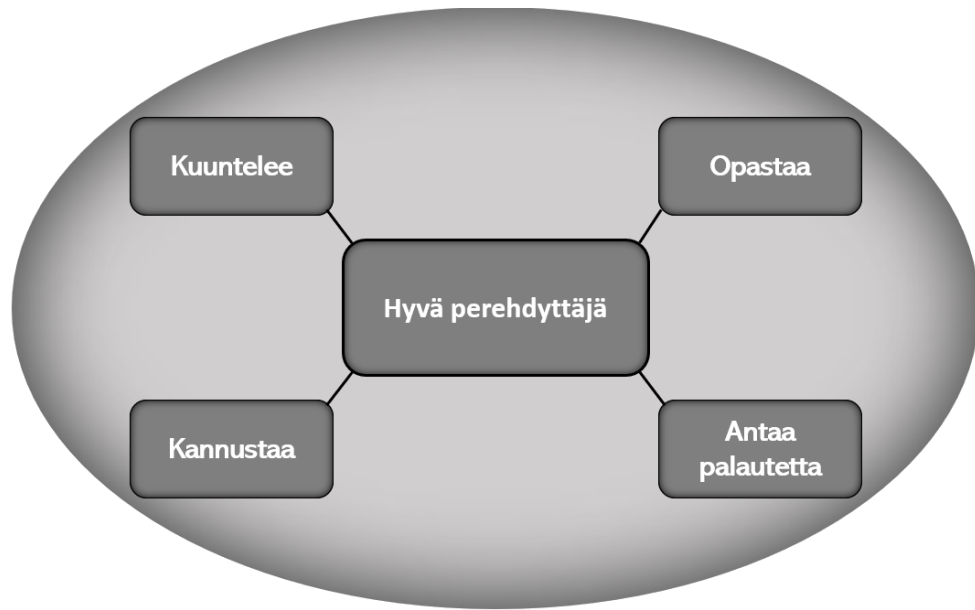 Kuuntelee
Opastaa
Hyvä perehdyttäjä
Kannustaa
Antaa
palautetta